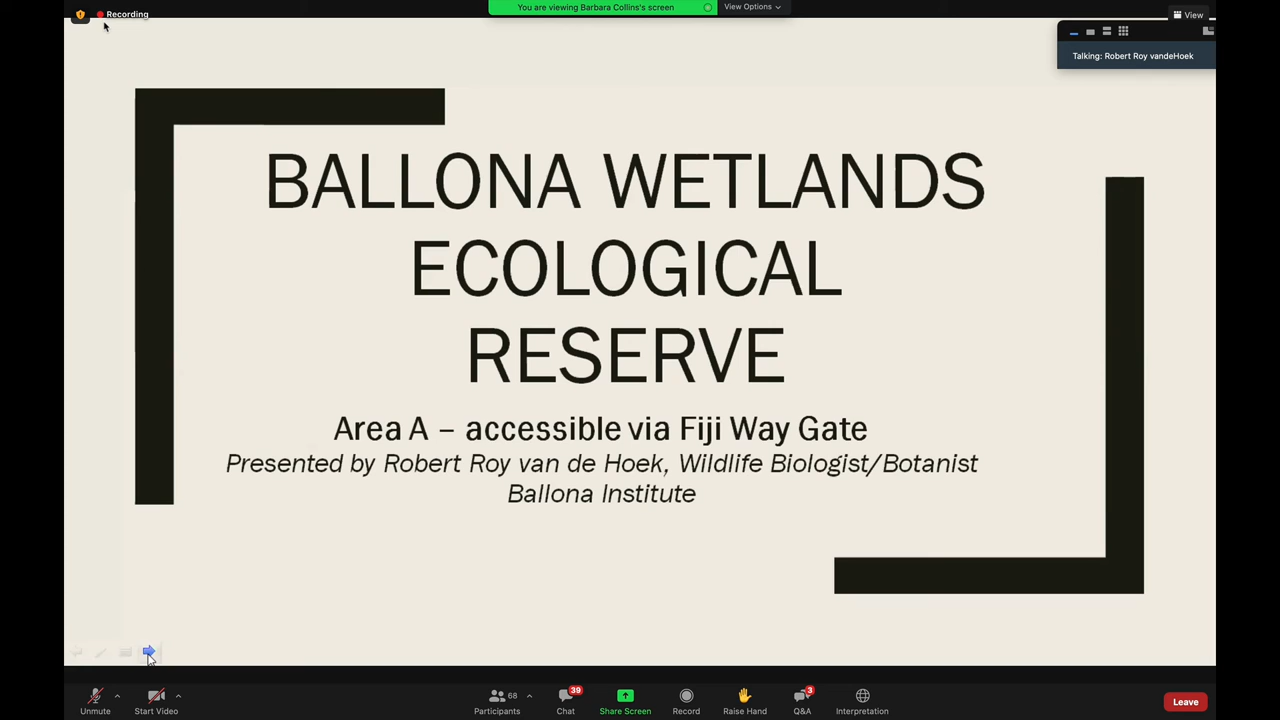 Recording
You are viewing Barbara Collins's screen
View Options
View
Talking: Robert Roy vandeHoek
BALLONA WETLANDS
ECOLOGICAL
RESERVE
Area A – accessible via Fiji Way Gate
Presented by Robert Roy van de Hoek, Wildlife Biologist/Botanist
Ballona Institute
68
39
3
Unmute
Start Video
Participants
Chat
Share Screen
Record
Raise Hand
Q&A
Interpretation
Leave